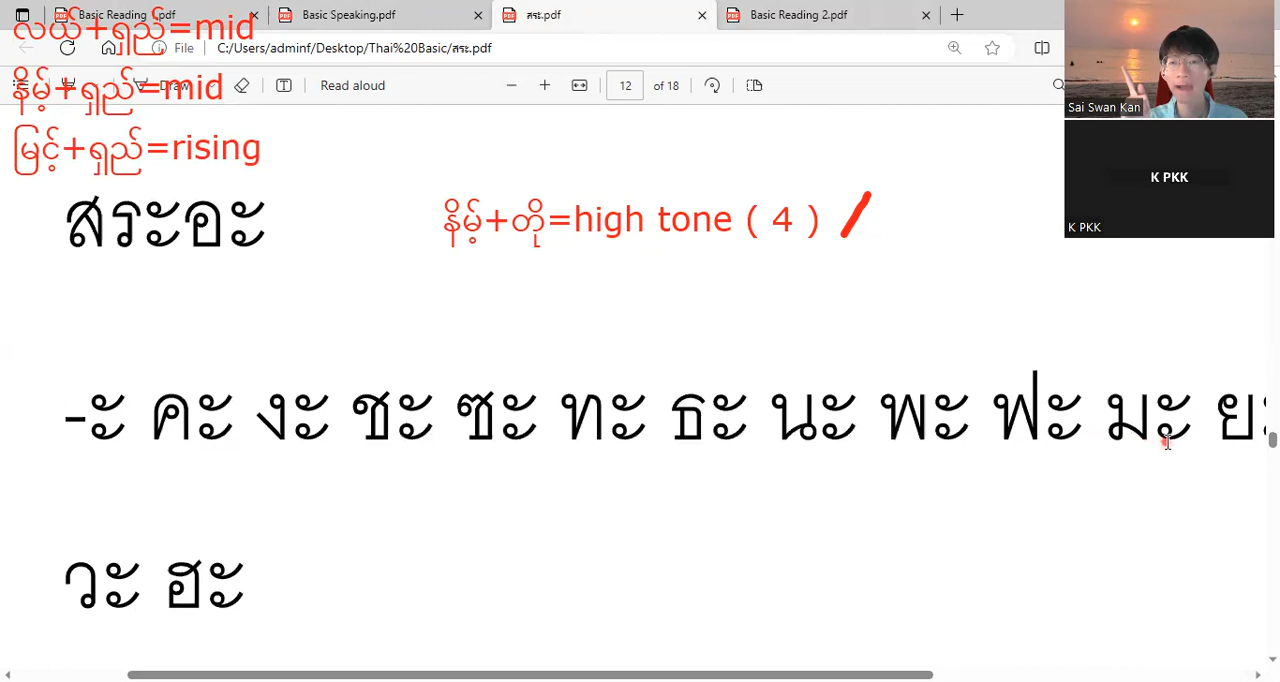 Basic Reading 1.pdf
Basic Speaking.pdf
สระ.pdf
Basic Reading 2.pdf
လယ်+ရှည်=mid
File
C:/Users/adminf/Desktop/Thai%20Basic/สระ.pdf
Draw
Read aloud
12 of 18
နိမ့်+ရှည်=mid
မြင့်+ရှည်=rising
Sai Swan Kan
K PKK
K PKK
สระอะ
နိမ့်+တို=high tone ( 4 )
-ะ คะ งะ ชะ ซะ ทะ ธะ นะ พะ ฟะ มะ ยะ
วะ ฮะ